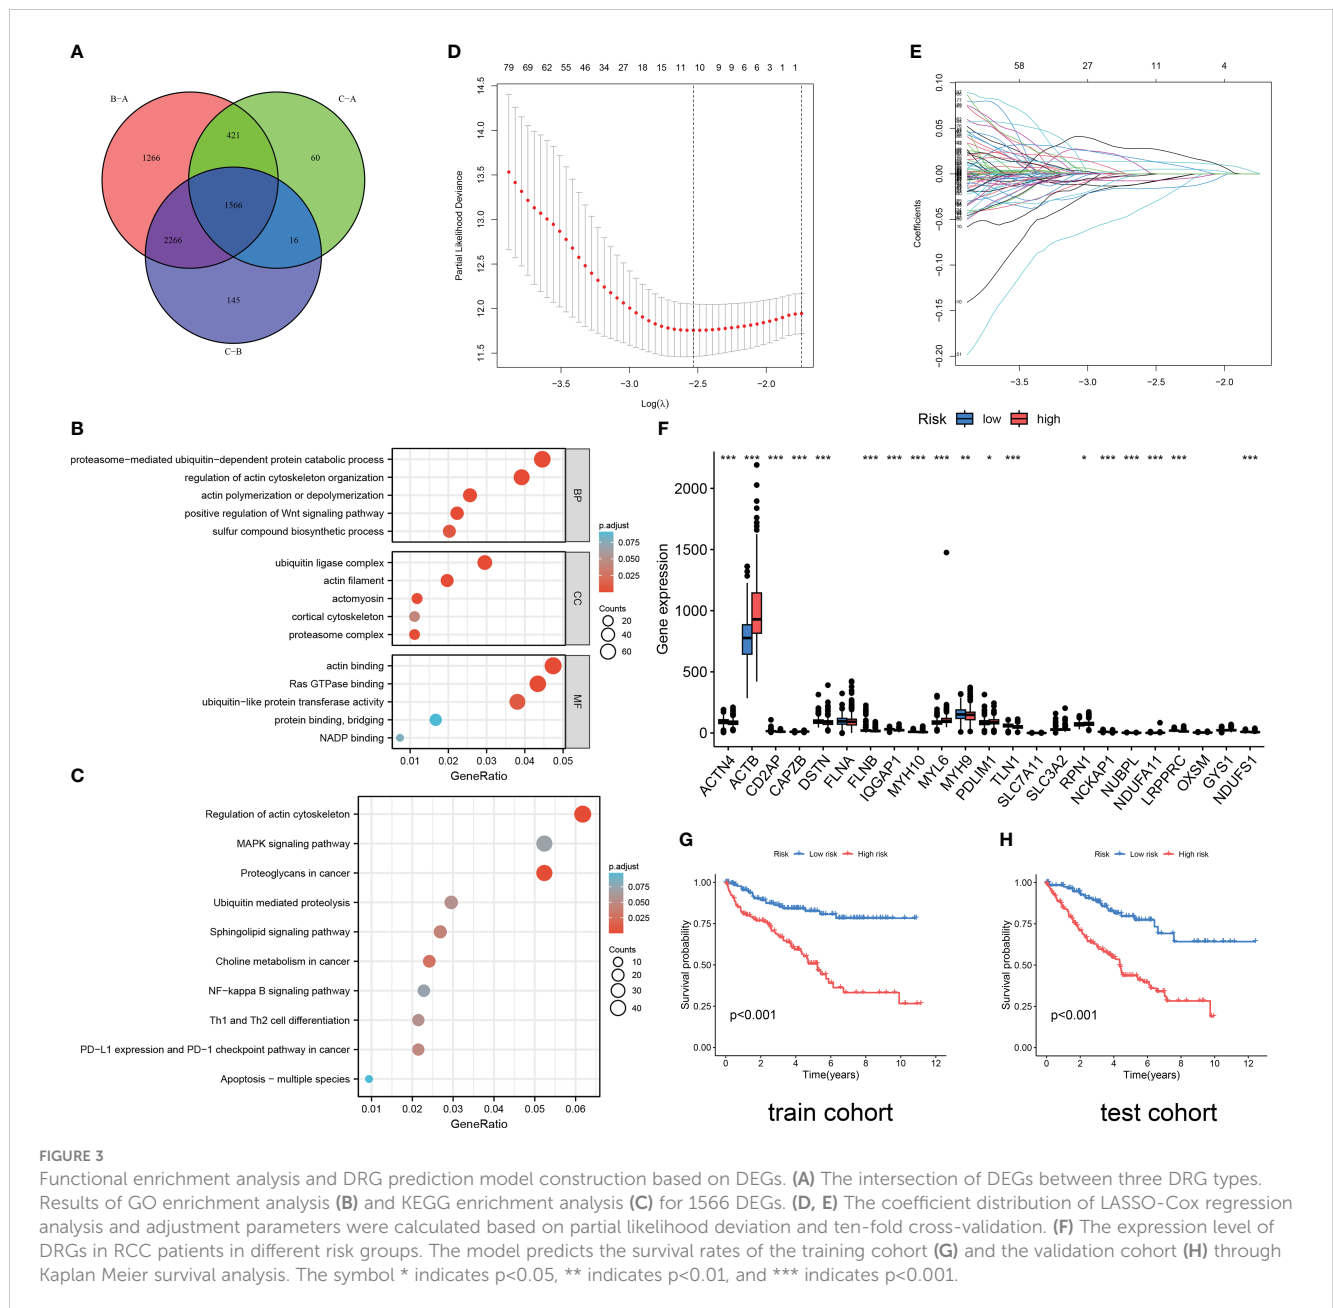 A
B−A
C−A
421
1266
60
1566
2266
16
145
C−B
D
79 69 62 55 46 34 27 18 15 11 10 9 9 6 6 3 1 1
14.5
14.0
13.5
13.0
12.5
12.0
11.5
Partial Likelihood Deviance
−3.5 −3.0 −2.5 −2.0
Log(λ)
E
58 27 11 4
0.10
0.05
0.00
−0.05
−0.10
−0.15
−0.20
Coefficients
−3.5 −3.0 −2.5 −2.0
B
proteasome−mediated ubiquitin−dependent protein catabolic process
regulation of actin cytoskeleton organization
actin polymerization or depolymerization
positive regulation of Wnt signaling pathway
sulfur compound biosynthetic process
BP
ubiquitin ligase complex
actin filament
actomyosin
cortical cytoskeleton
proteasome complex
CC
actin binding
Ras GTPase binding
ubiquitin−like protein transferase activity
protein binding, bridging
NADP binding
MF
0.01 0.02 0.03 0.04 0.05
GeneRatio
p.adjust
0.075
0.050
0.025
Counts
20
40
60
C
Regulation of actin cytoskeleton
MAPK signaling pathway
Proteoglycans in cancer
Ubiquitin mediated proteolysis
Sphingolipid signaling pathway
Choline metabolism in cancer
NF−kappa B signaling pathway
Th1 and Th2 cell differentiation
PD−L1 expression and PD−1 checkpoint pathway in cancer
Apoptosis − multiple species
0.01 0.02 0.03 0.04 0.05 0.06
GeneRatio
p.adjust
0.075
0.050
0.025
Counts
10
20
30
40
F
Risk low high
*** *** *** *** *** *** *** *** *** ** * *** * *** *** *** *** ***
2000
1500
1000
500
0
Gene expression
ACTN4 ACTB CD2AP CAPZB DSTN FLNA FLNB IQGAP1 MYH10 MYL6 MYH9 PDLIM1 TLN1 SLC7A11 SLC3A2 RPN1 NCKAP1 NUBPL NDUFA11 LRPPRC OXSM GYS1 NDUFS1
G
Risk Low risk High risk
1.00
0.75
0.50
0.25
0.00
Survival probability
p<0.001
0 2 4 6 8 10 12
Time(years)
train cohort
H
Risk Low risk High risk
1.00
0.75
0.50
0.25
0.00
Survival probability
p<0.001
0 2 4 6 8 10 12
Time(years)
test cohort
FIGURE 3
Functional enrichment analysis and DRG prediction model construction based on DEGs. (A) The intersection of DEGs between three DRG types.
Results of GO enrichment analysis (B) and KEGG enrichment analysis (C) for 1566 DEGs. (D, E) The coefficient distribution of LASSO-Cox regression
analysis and adjustment parameters were calculated based on partial likelihood deviation and ten-fold cross-validation. (F) The expression level of
DRGs in RCC patients in different risk groups. The model predicts the survival rates of the training cohort (G) and the validation cohort (H) through
Kaplan Meier survival analysis. The symbol * indicates p<0.05, ** indicates p<0.01, and *** indicates p<0.001.